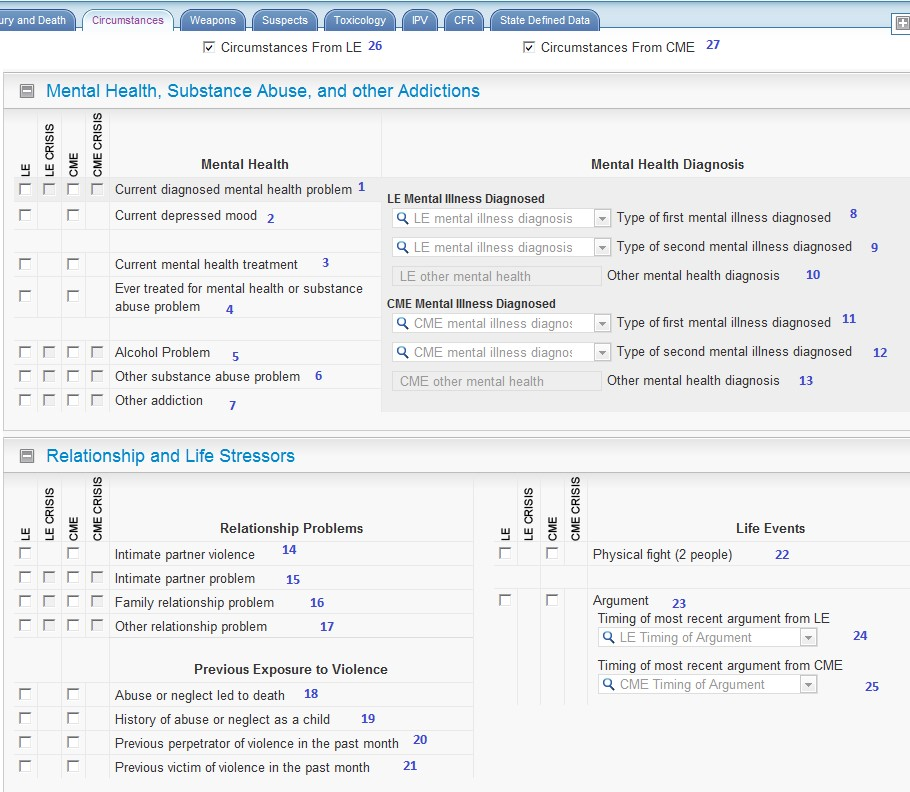 ury and Death Circumstances Weapons Suspects Toxicology IPV CFR State Defined Data
Circumstances From LE 26 Circumstances From CME 27
Mental Health, Substance Abuse, and other Addictions
LE LE CRISIS CME CME CRISIS Mental Health
Current diagnosed mental health problem 1
Current depressed mood 2
Current mental health treatment 3
Ever treated for mental health or substance
abuse problem 4
Alcohol Problem 5
Other substance abuse problem 6
Other addiction 7
Mental Health Diagnosis
LE Mental Illness Diagnosed
LE mental illness diagnosis Type of first mental illness diagnosed 8
LE mental illness diagnosis Type of second mental illness diagnosed 9
LE other mental health Other mental health diagnosis 10
CME Mental Illness Diagnosed
CME mental illness diagnos Type of first mental illness diagnosed 11
CME mental illness diagnos Type of second mental illness diagnosed 12
CME other mental health Other mental health diagnosis 13
Relationship and Life Stressors
LE LE CRISIS CME CME CRISIS Relationship Problems
Intimate partner violence 14
Intimate partner problem 15
Family relationship problem 16
Other relationship problem 17
Previous Exposure to Violence
Abuse or neglect led to death 18
History of abuse or neglect as a child 19
Previous perpetrator of violence in the past month 20
Previous victim of violence in the past month 21
LE LE CRISIS CME CME CRISIS Life Events
Physical fight (2 people) 22
Argument 23
Timing of most recent argument from LE
LE Timing of Argument 24
Timing of most recent argument from CME
CME Timing of Argument 25